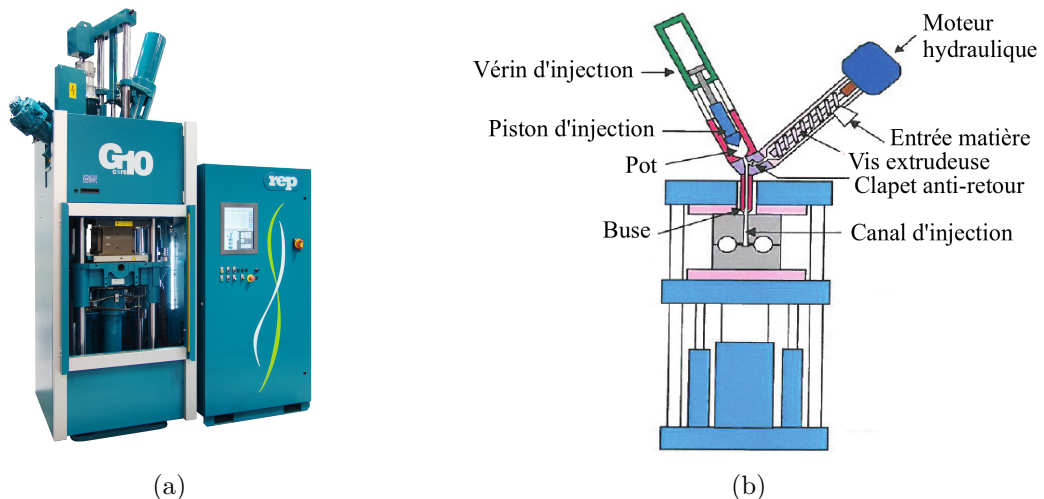 G10
core
rep
Moteur
hydraulique
Vérin d'injection
Piston d'injection
Pot
Entrée matière
Vis extrudeuse
Clapet anti-retour
Buse
Canal d'injection
(a)
(b)